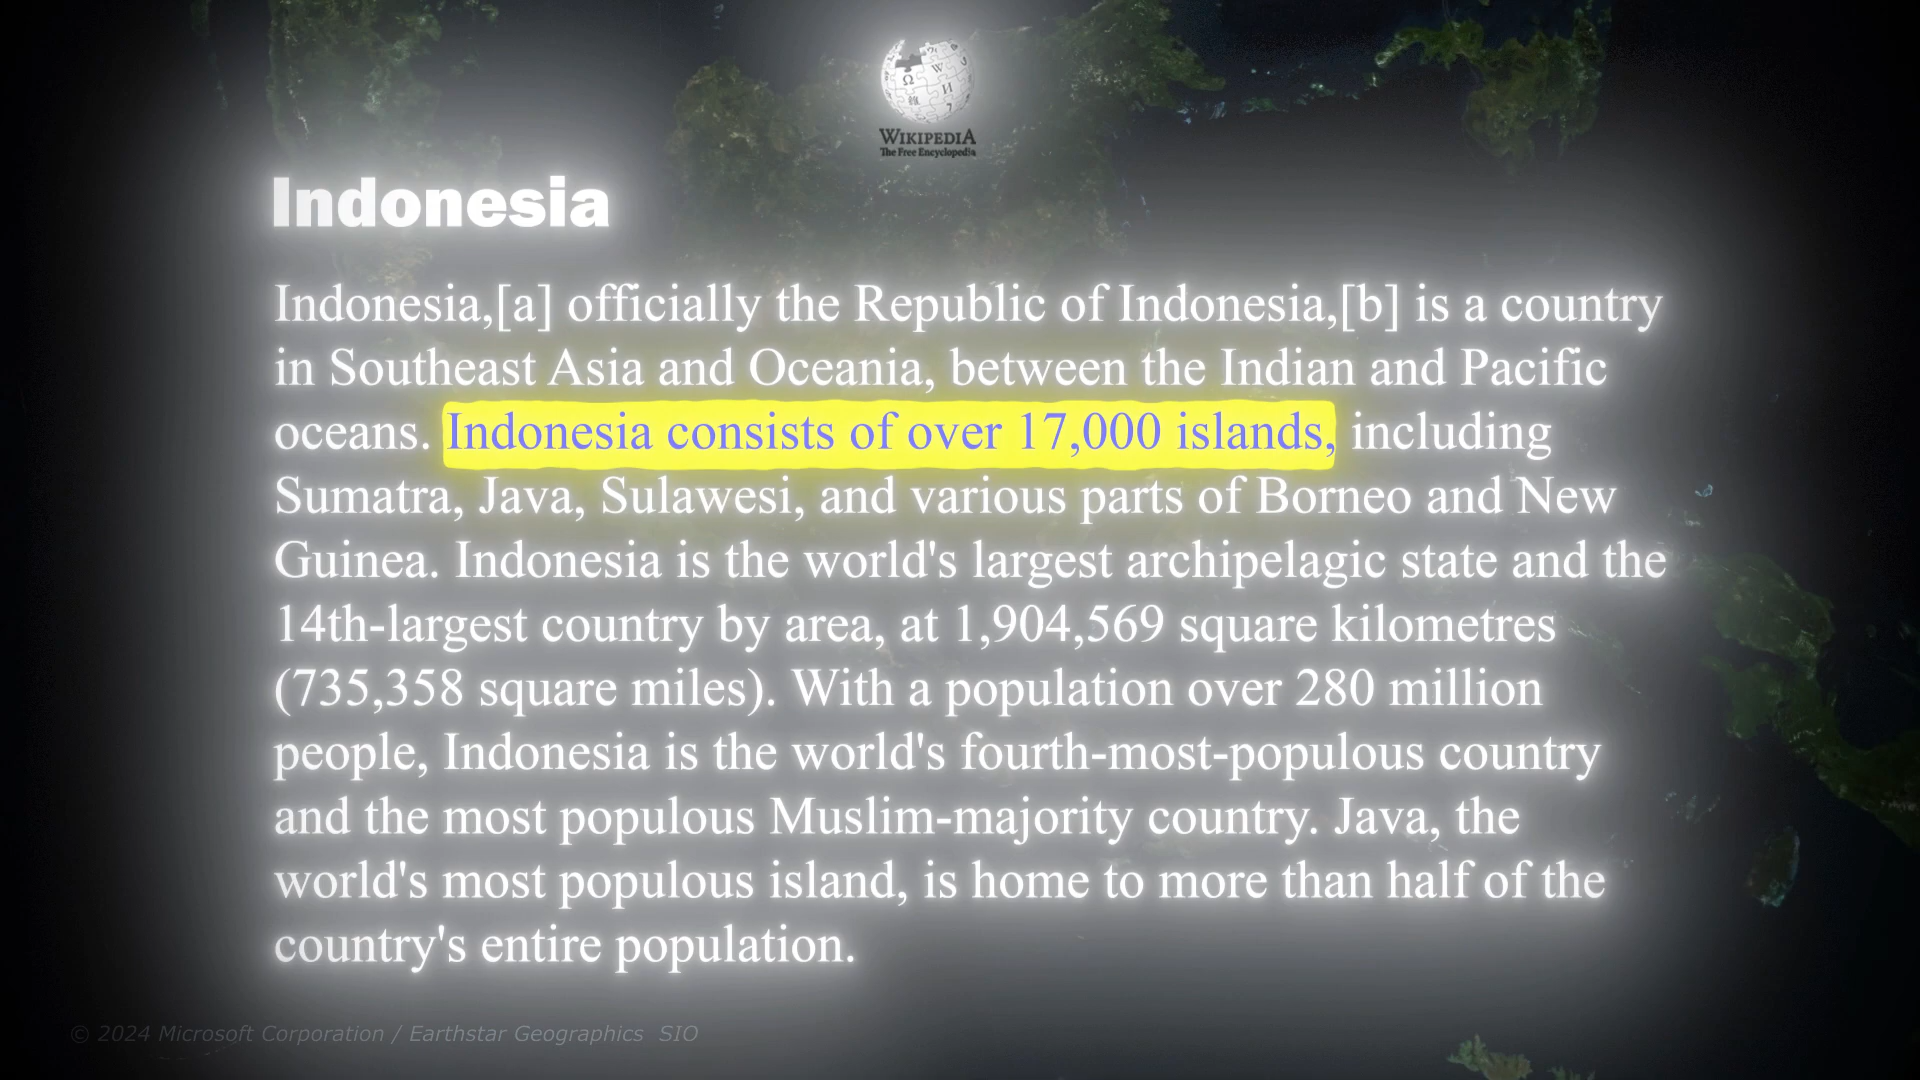 WIKIPEDIA
The Free Encyclopedia
Indonesia
Indonesia,[a] officially the Republic of Indonesia,[b] is a country
in Southeast Asia and Oceania, between the Indian and Pacific
oceans. Indonesia consists of over 17,000 islands, including
Sumatra, Java, Sulawesi, and various parts of Borneo and New
Guinea. Indonesia is the world's largest archipelagic state and the
14th-largest country by area, at 1,904,569 square kilometres
(735,358 square miles). With a population over 280 million
people, Indonesia is the world's fourth-most-populous country
and the most populous Muslim-majority country. Java, the
world's most populous island, is home to more than half of the
country's entire population.
© 2024 Microsoft Corporation / Earthstar Geographics SIO